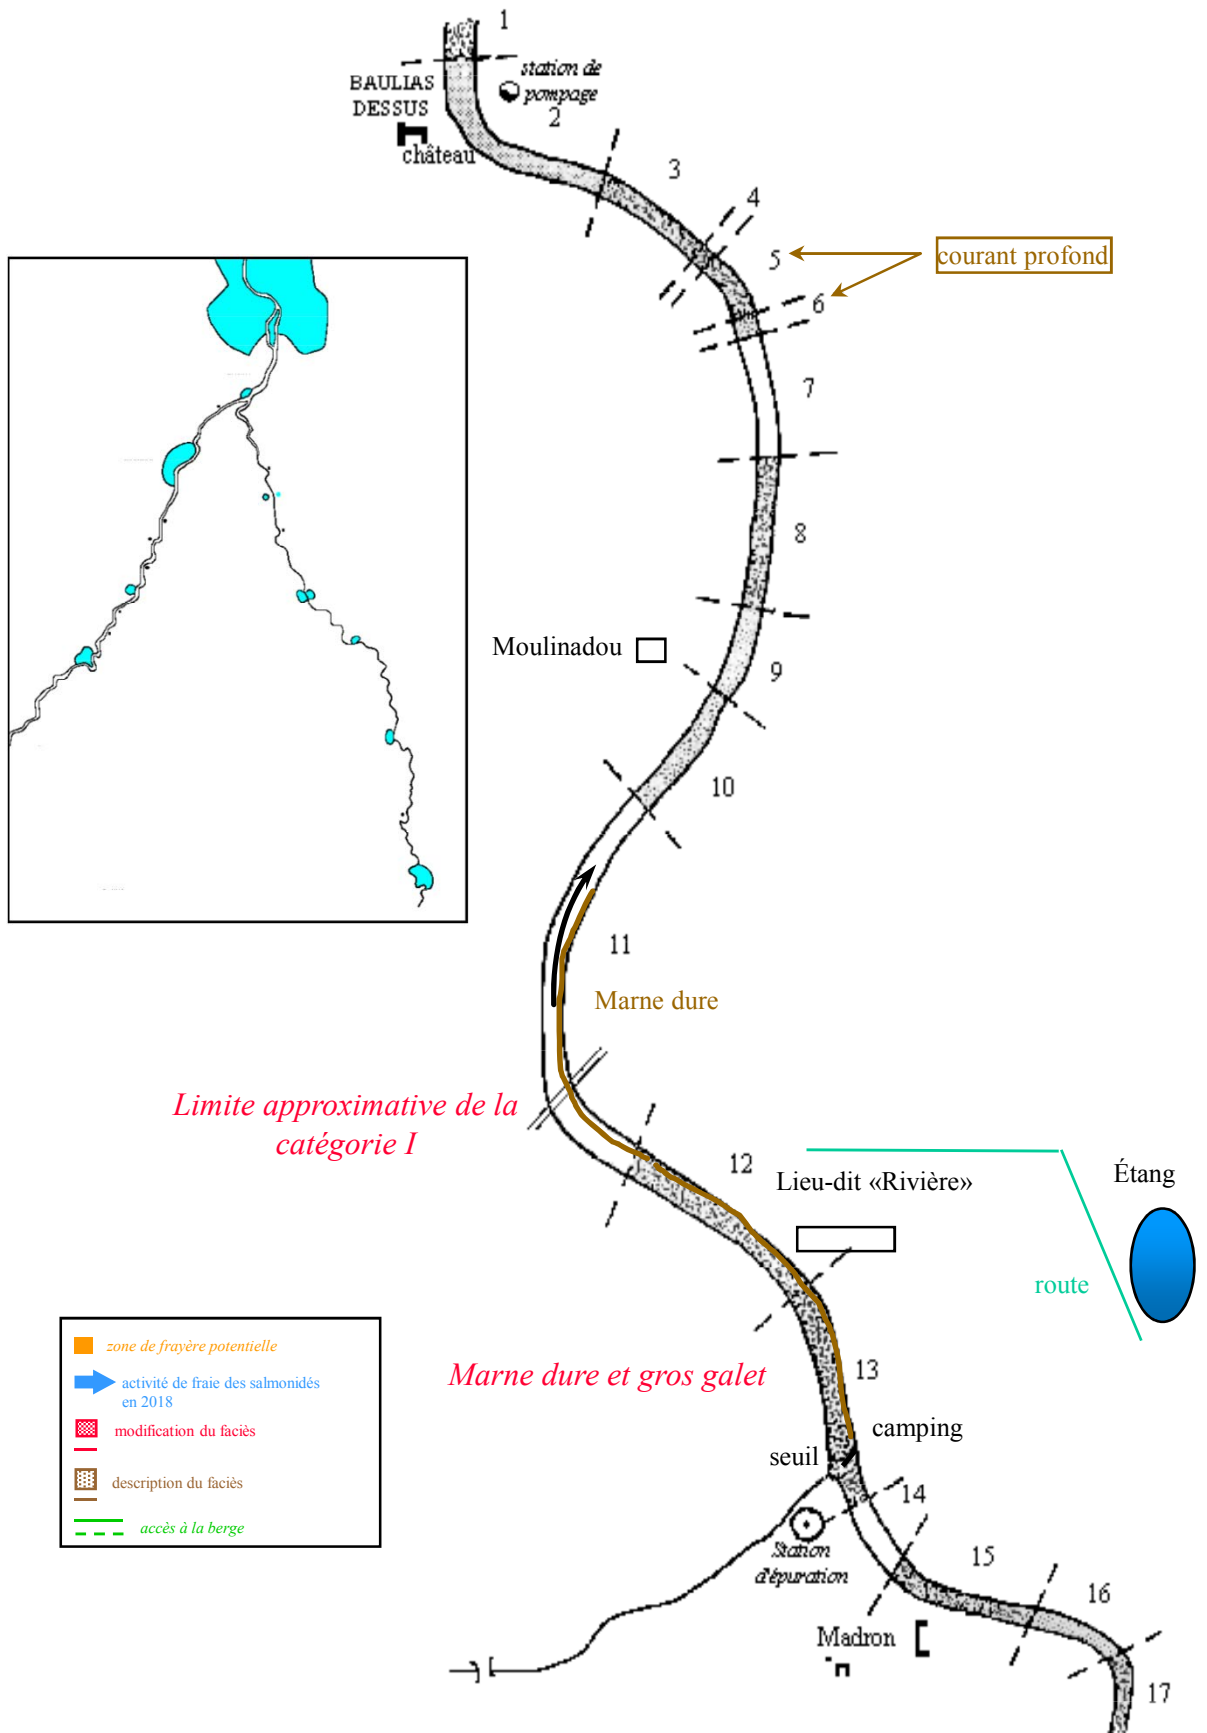 1
station de
pompage
BAULIAS
DESSUS
2
château
3
4
5
courant profond
6
7
8
Moulinadou
9
10
11
Marne dure
Limite approximative de la
catégorie I
12
Lieu-dit «Rivière»
Étang
route
zone de frayère potentielle
activité de fraie des salmonidés
en 2018
modification du faciès
description du faciès
accès à la berge
Marne dure et gros galet
13
camping
seuil
14
Station
d'épuration
15
16
Madron
17